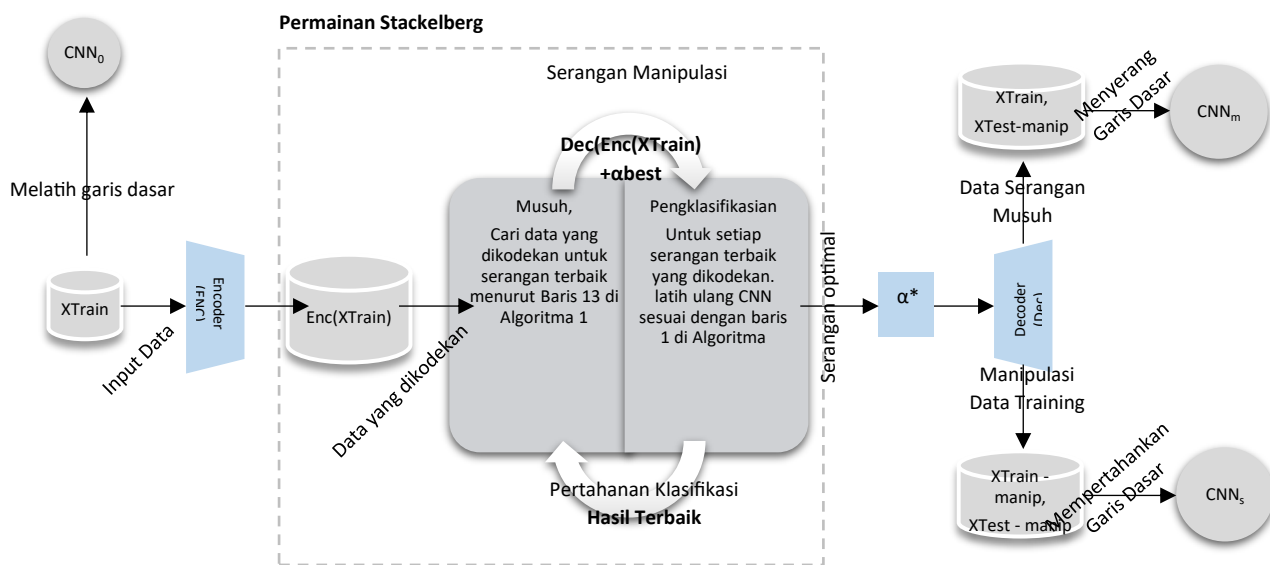 Permainan Stackelberg
CNN0
Melatih garis dasar
XTrain
Input Data
Encoder
(ENC)
Enc(XTrain)
Data yang dikodekan
Serangan Manipulasi
Dec(Enc(XTrain)
+αbest
Musuh,
Cari data yang
dikodekan untuk
serangan terbaik
menurut Baris 13 di
Algoritma 1
Pengklasifikasian
Untuk setiap
serangan terbaik
yang dikodekan.
latih ulang CNN
sesuai dengan baris
1 di Algoritma
Pertahanan Klasifikasi
Hasil Terbaik
Serangan optimal
α*
Decoder
(Dec)
XTrain,
XTest-manip
Menyerang
Garis Dasar
CNNm
Data Serangan
Musuh
Manipulasi
Data Training
XTrain -
manip,
XTest - manip
Mempertahankan
Garis Dasar
CNNs